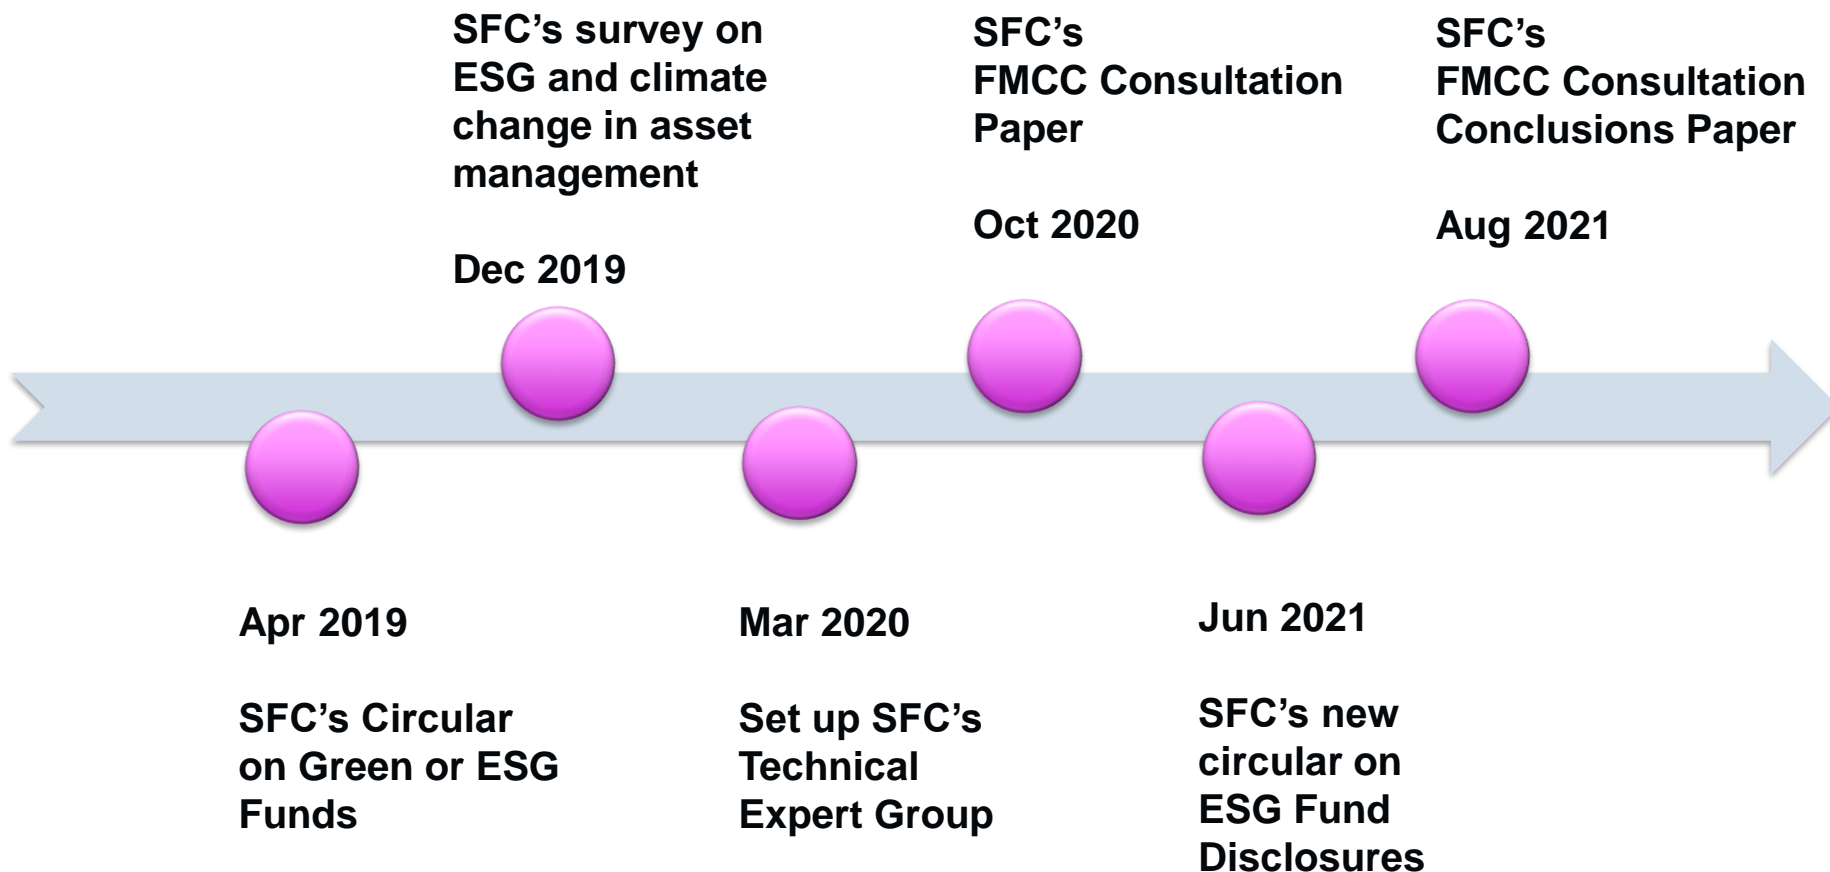 SFC’s survey on
ESG and climate
change in asset
management
Dec 2019
SFC’s
FMCC Consultation
Paper
Oct 2020
SFC’s
FMCC Consultation
Conclusions Paper
Aug 2021
Apr 2019
SFC’s Circular
on Green or ESG
Funds
Mar 2020
Set up SFC’s
Technical
Expert Group
Jun 2021
SFC’s new
circular on
ESG Fund
Disclosures